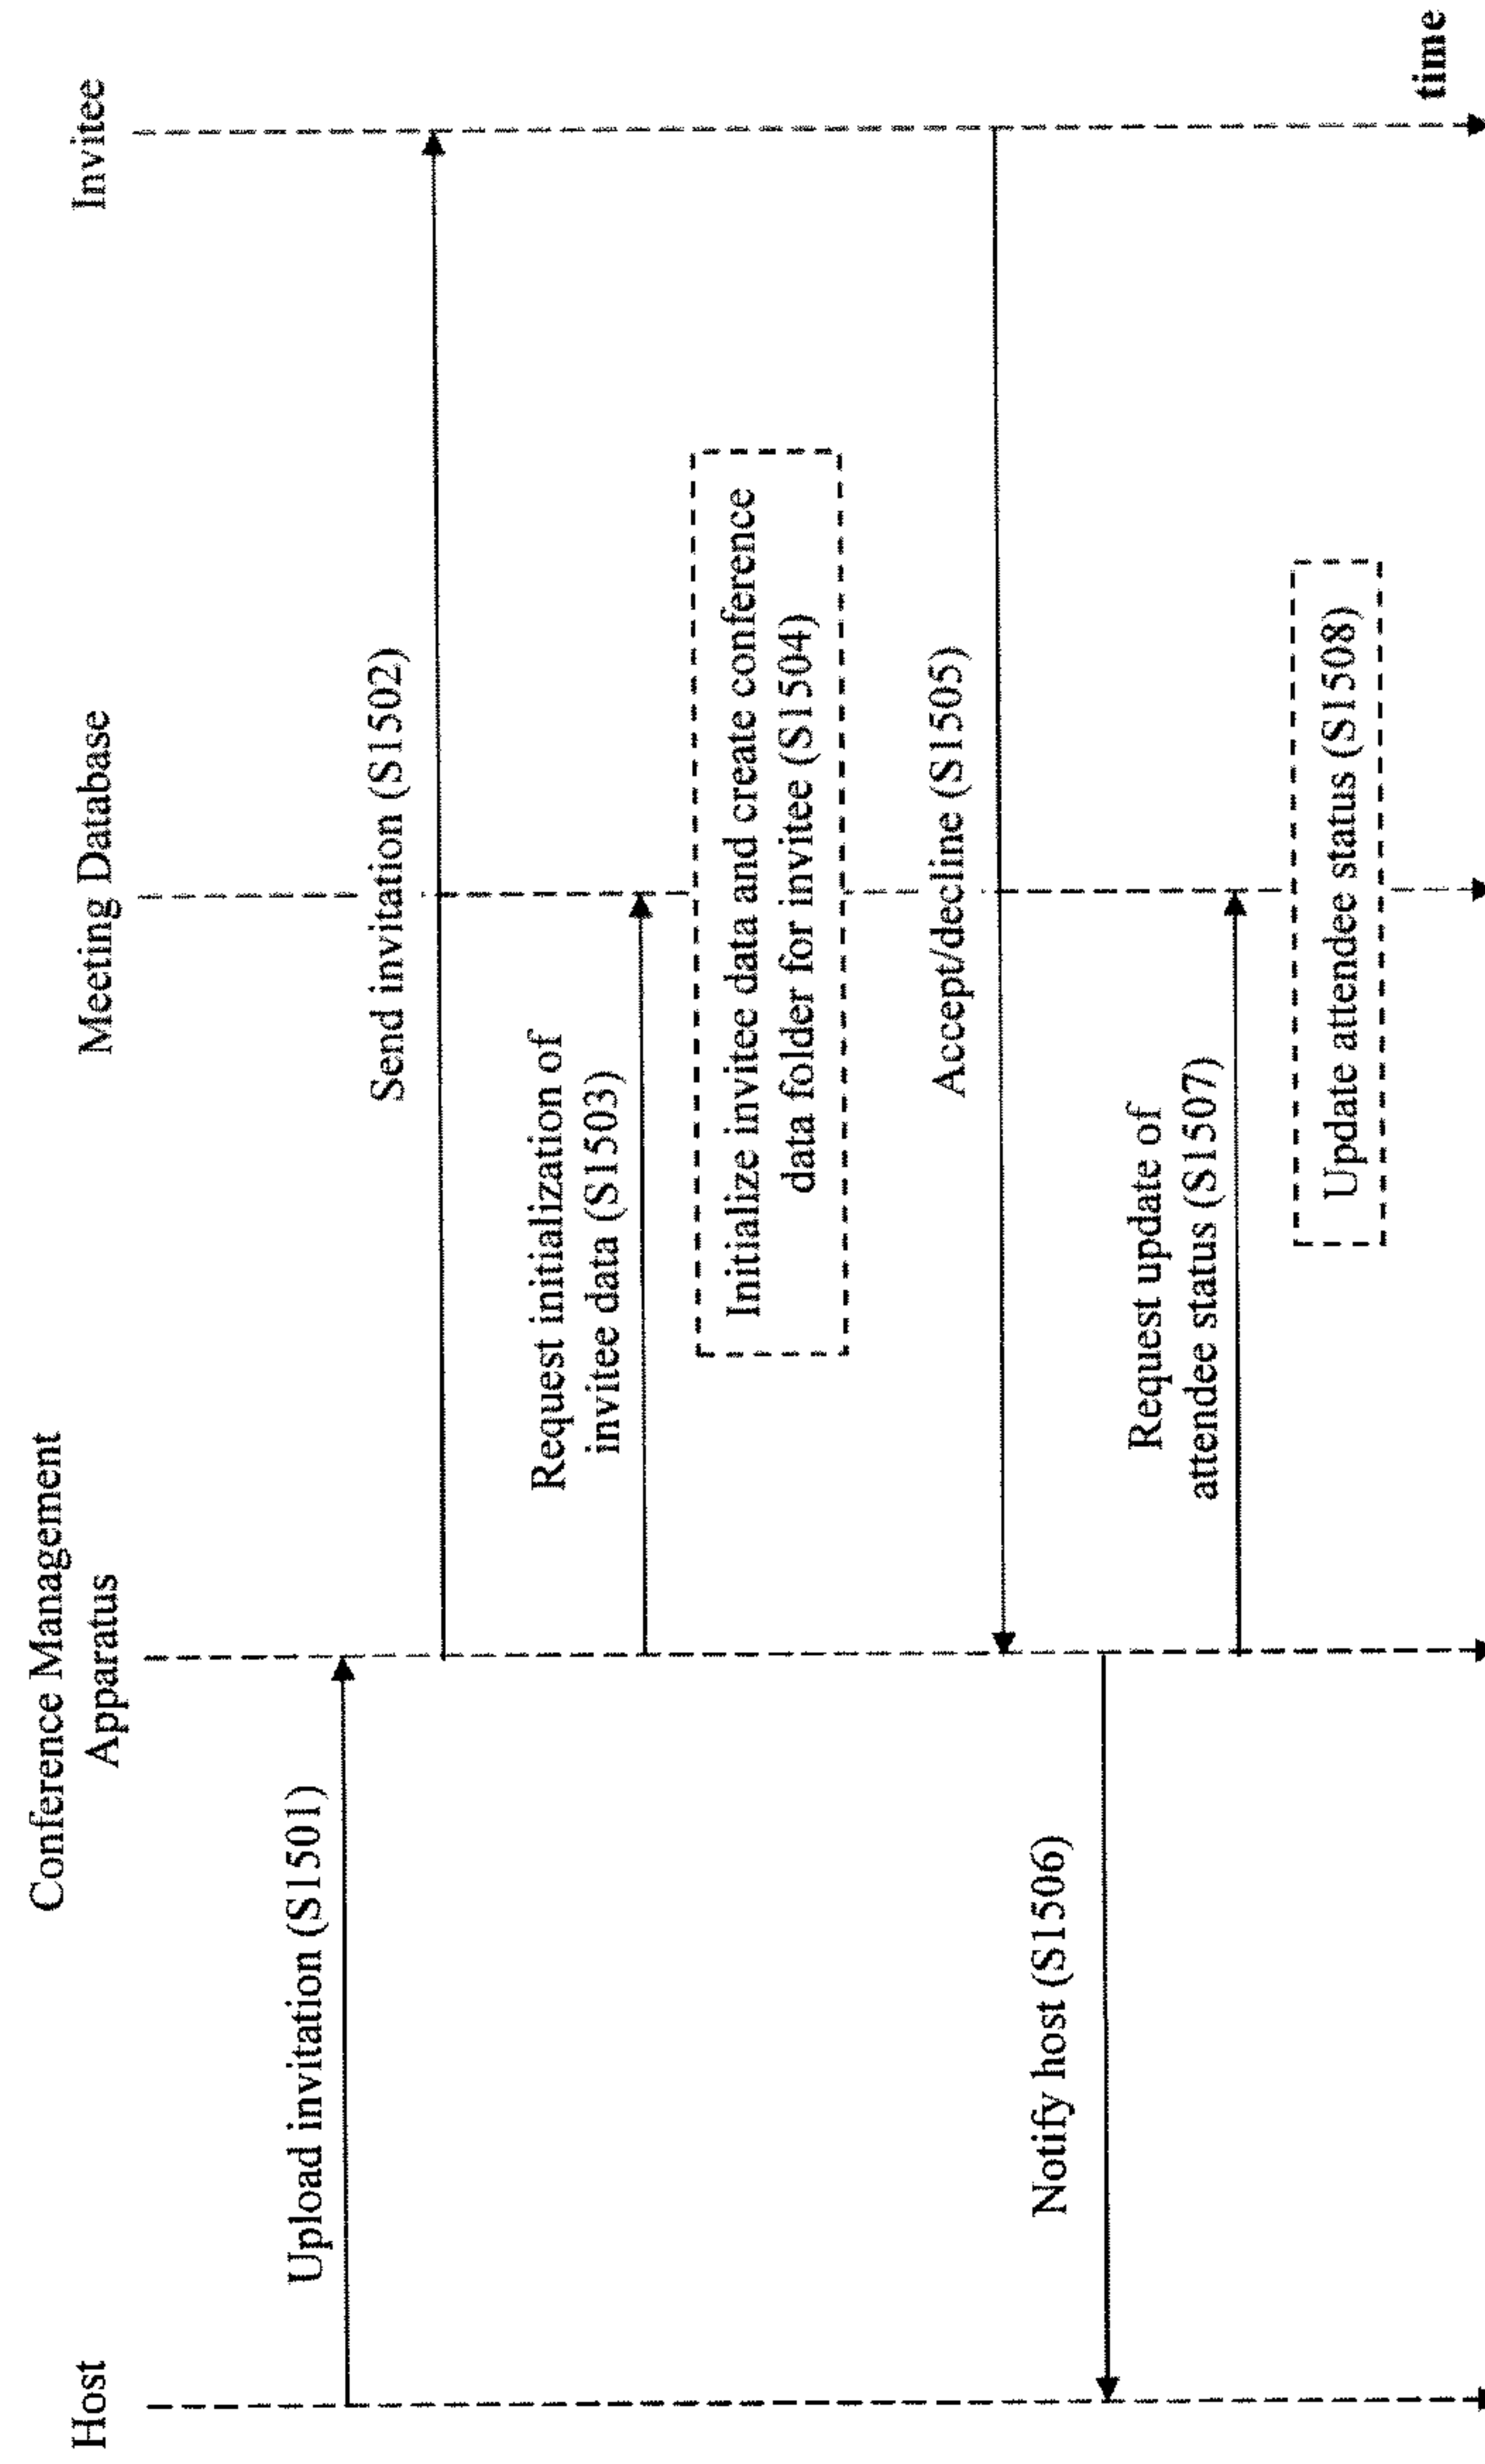 Host
Conference Management
Apparatus
Meeting Database
Invitee
Upload invitation (S1501)
Send invitation (S1502)
Request initialization of
invitee data (S1503)
Initialize invitee data and create conference
data folder for invitee (S1504)
Accept/decline (S1505)
Notify host (S1506)
Request update of
attendee status (S1507)
Update attendee status (S1508)
time